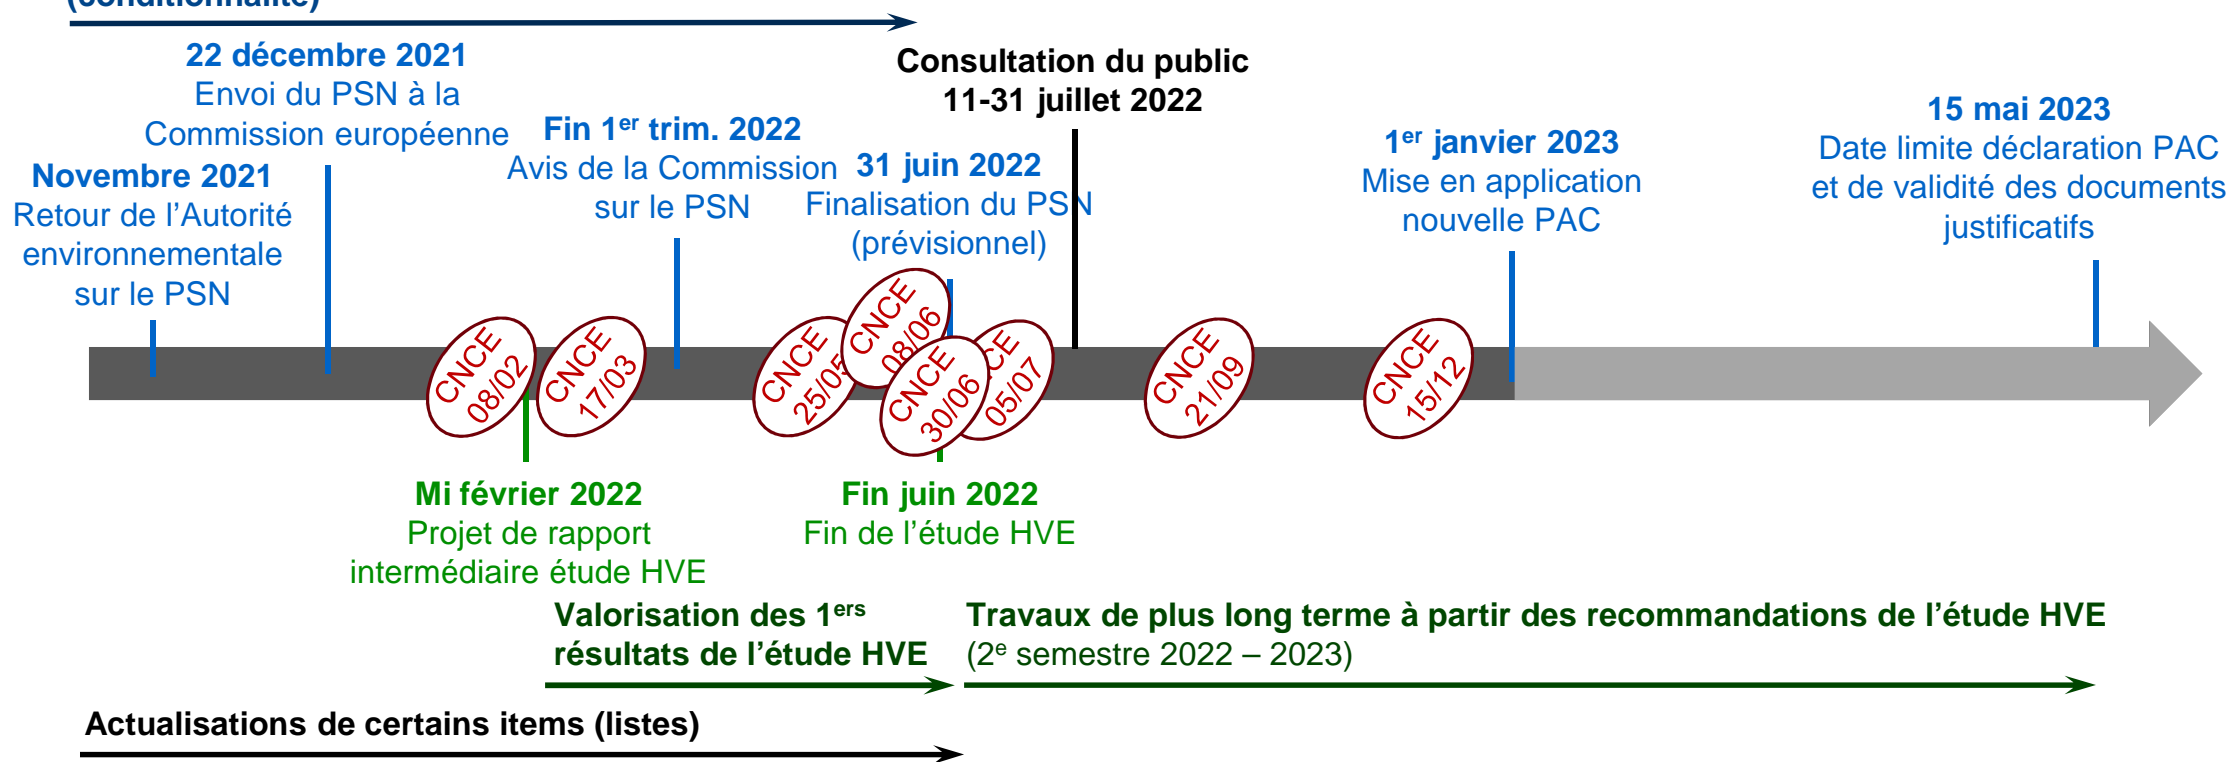 (conditionnalité)
22 décembre 2021
Envoi du PSN à la
Commission européenne
Consultation du public
11-31 juillet 2022
Novembre 2021
Retour de l’Autorité
environnementale
sur le PSN
Fin 1er trim. 2022
Avis de la Commission
sur le PSN
31 juin 2022
Finalisation du PSN
(prévisionnel)
1er janvier 2023
Mise en application
nouvelle PAC
15 mai 2023
Date limite déclaration PAC
et de validité des documents
justificatifs
CNCE
08/02
CNCE
17/03
CNCE
25/05
CNCE
08/06
CNCE
30/06
CE
05/07
CNCE
21/09
CNCE
15/12
Mi février 2022
Projet de rapport
intermédiaire étude HVE
Fin juin 2022
Fin de l’étude HVE
Valorisation des 1ers
résultats de l’étude HVE
Travaux de plus long terme à partir des recommandations de l’étude HVE
(2e semestre 2022 – 2023)
Actualisations de certains items (listes)